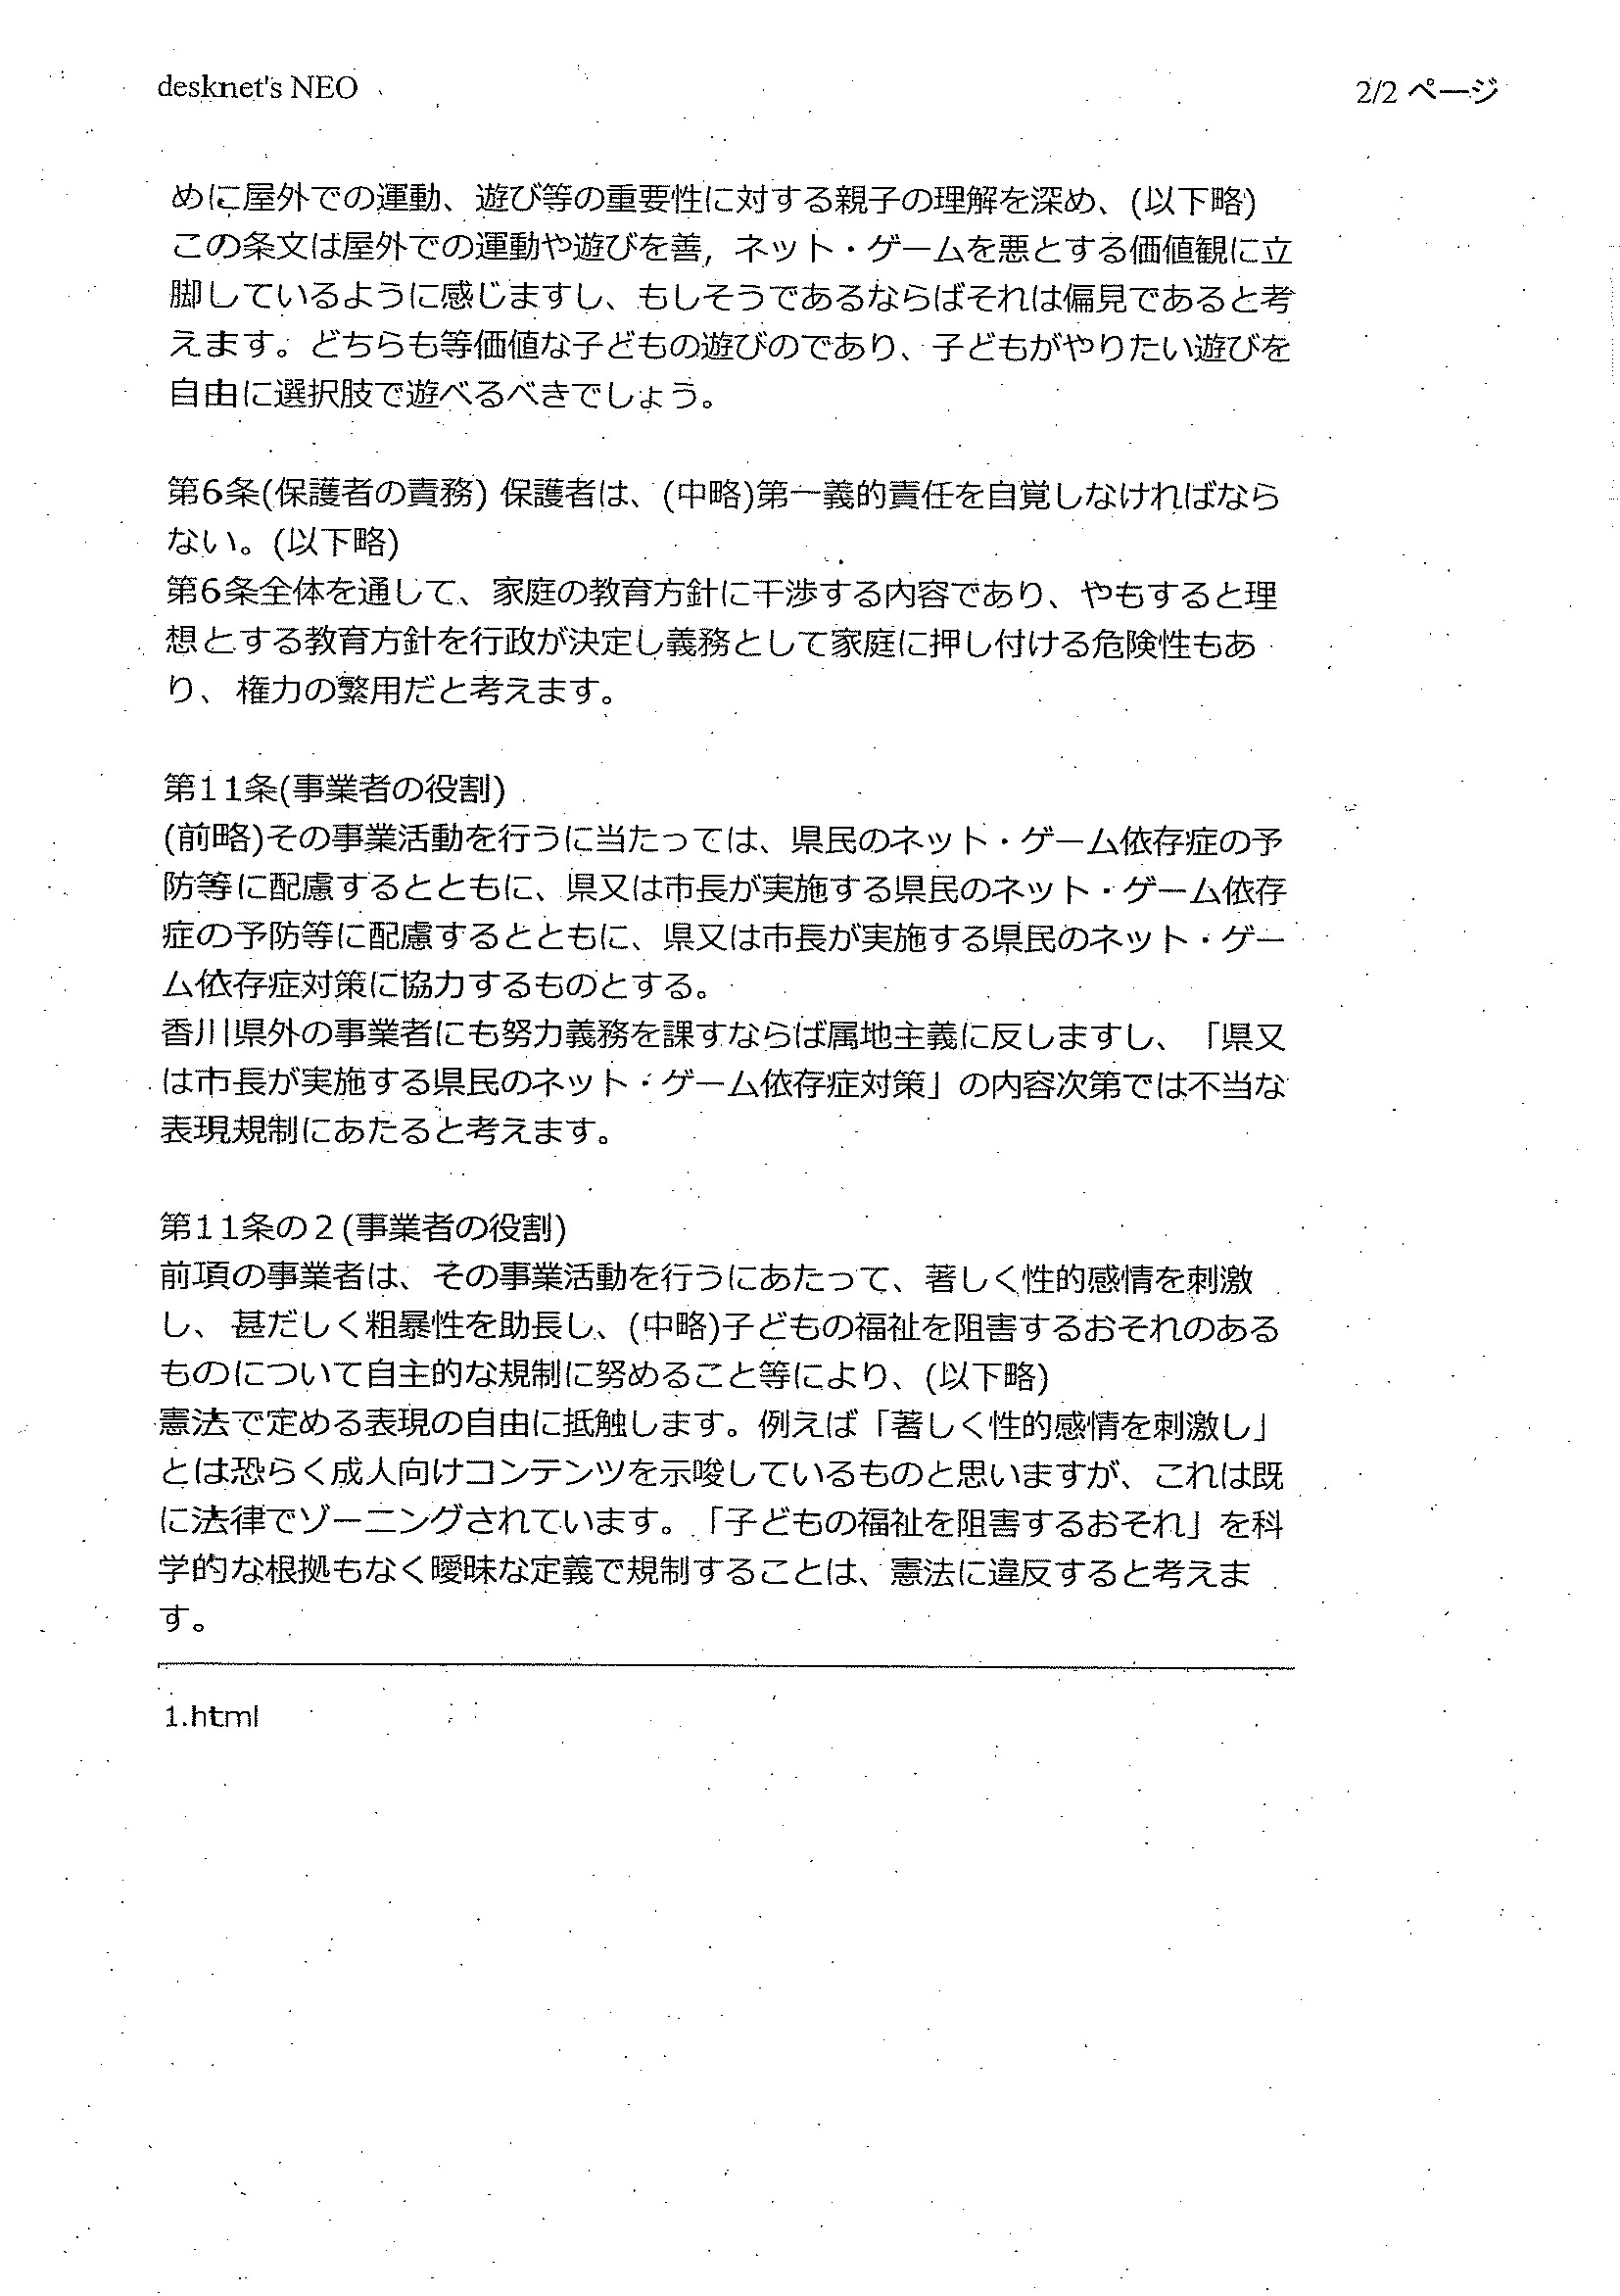 desknet's NEO
2/2 ページ
めに屋外での運動、遊び等の重要性に対する親子の理解を深め、(以下略)
この条文は屋外での運動や遊びを善, ネット・ゲームを悪とする価値観に立
脚しているように感じますし、もしそうであるならばそれは偏見であると考
えます。どちらも等価値な子どもの遊びのであり、子どもがやりたい遊びを
自由に選択肢で遊べるべきでしょう。
第6条(保護者の責務) 保護者は、(中略)第一義的責任を自覚しなければなら
ない。(以下略)
第6条全体を通して、家庭の教育方針に干渉する内容であり、やもすると理
想とする教育方針を行政が決定し義務として家庭に押し付ける危険性もあ
り、権力の繁用だと考えます。
第11条(事業者の役割)
(前略)その事業活動を行うに当たっては、県民のネット・ゲーム依存症の予
防等に配慮するとともに、県又は市長が実施する県民のネット・ゲーム依存
症の予防等に配慮するとともに、県又は市長が実施する県民のネット・ゲー
ム依存症対策に協力するものとする。
香川県外の事業者にも努力義務を課すならば属地主義に反しますし、「県又
は市長が実施する県民のネット・ゲーム依存症対策」の内容次第では不当な
表現規制にあたると考えます。
第11条の2(事業者の役割)
前項の事業者は、その事業活動を行うにあたって、著しく性的感情を刺激
し、甚だしく粗暴性を助長し、(中略)子どもの福祉を阻害するおそれのある
ものについて自主的な規制に努めること等により、(以下略)
憲法で定める表現の自由に抵触します。例えば「著しく性的感情を刺激し」
とは恐らく成人向けコンテンツを示唆しているものと思いますが、これは既
に法律でゾーニングされています。「子どもの福祉を阻害するおそれ」を科
学的な根拠もなく曖昧な定義で規制することは、憲法に違反すると考えま
す。
1.html